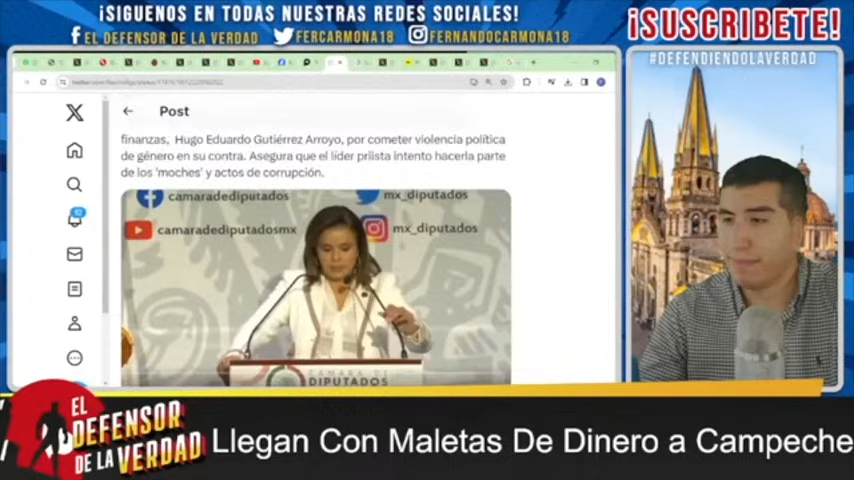 ¡SIGUENOS EN TODAS NUESTRAS REDES SOCIALES!
EL DEFENSOR DE LA VERDAD
FERCARMONA18
FERNANDOCARMONA18
¡SUSCRIBETE!
#DEFENDIENDOLAVERDAD
Post
finanzas, Hugo Eduardo Gutiérrez Arroyo, por cometer violencia política
de género en su contra. Asegura que el líder priista intento hacerla parte
de los 'moches' y actos de corrupción.
camaradediputados
mx_diputados
camaradediputadosmx
mx_diputados
CÁMARA DE
DIPUTADOS
EL
DEFENSOR
DE LA VERDAD
Llegan Con Maletas De Dinero a Campeche